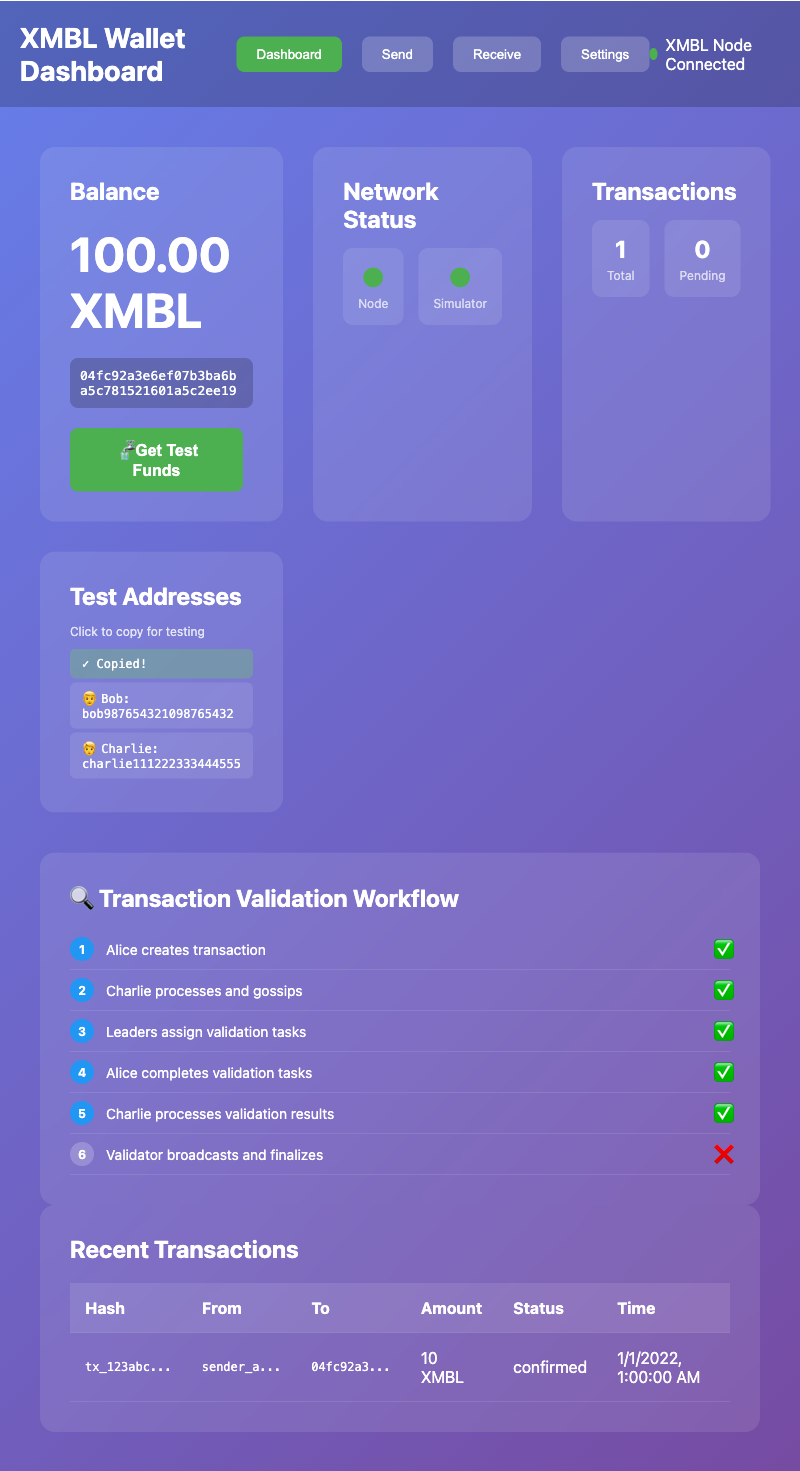 XMBL Wallet
Dashboard
Dashboard
Send
Receive
Settings
XMBL Node
Connected
Balance
100.00
XMBL
04fc92a3e6ef07b3ba6b
a5c781521601a5c2ee19
Get Test
Funds
Network
Status
Node
Simulator
Transactions
1
Total
0
Pending
Test Addresses
Click to copy for testing
✓ Copied!
Bob:
bob987654321098765432
Charlie:
charlie111222333444555
Transaction Validation Workflow
1 Alice creates transaction
2 Charlie processes and gossips
3 Leaders assign validation tasks
4 Alice completes validation tasks
5 Charlie processes validation results
6 Validator broadcasts and finalizes
Recent Transactions
Hash From To Amount Status Time
tx_123abc... sender_a... 04fc92a3... 10 XMBL confirmed 1/1/2022, 1:00:00 AM